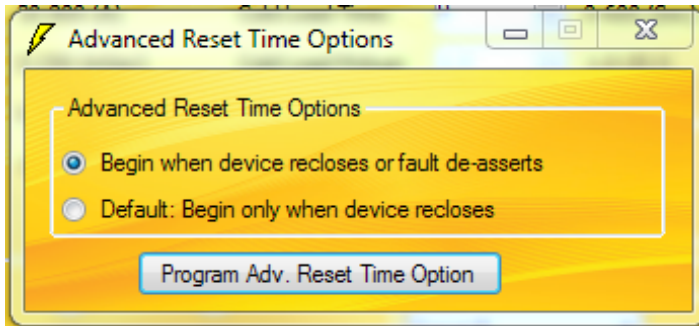 Advanced Reset Time Options
Advanced Reset Time Options
Begin when device recloses or fault de-asserts
Default: Begin only when device recloses
Program Adv. Reset Time Option